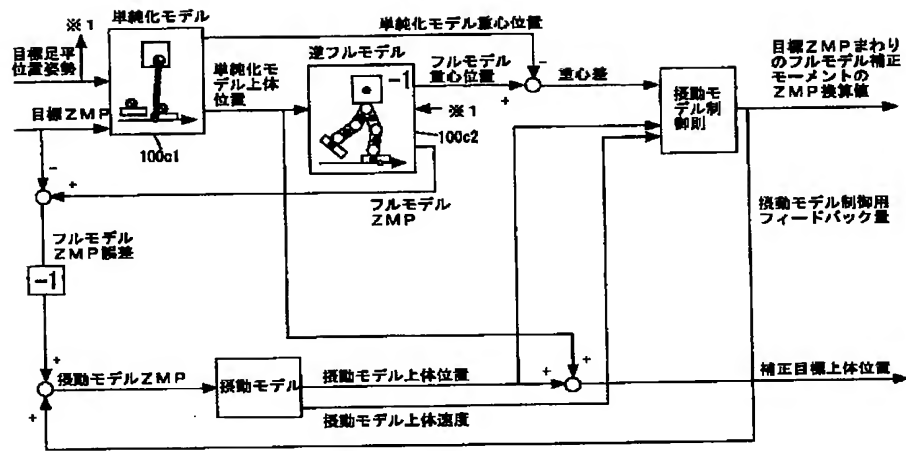 ※1
目標足平
位置姿勢
目標ZMP
単純化モデル
100c1
単純化モデル重心位置
単純化モ
デル上体
位置
逆フルモデル
-1
100c2
フルモデル
重心位置
※1
重心差
-
+
摂動モ
デル制
御則
目標ZMPまわり
のフルモデル補正
モーメントの
ZMP換算値
-
+
フルモデル
ZMP
フルモデル
ZMP誤差
-1
摂動モデル制御用
フィードバック量
+
+
摂動モデルZMP
摂動モデル
摂動モデル上体位置
摂動モデル上体速度
+
+
補正目標上体位置